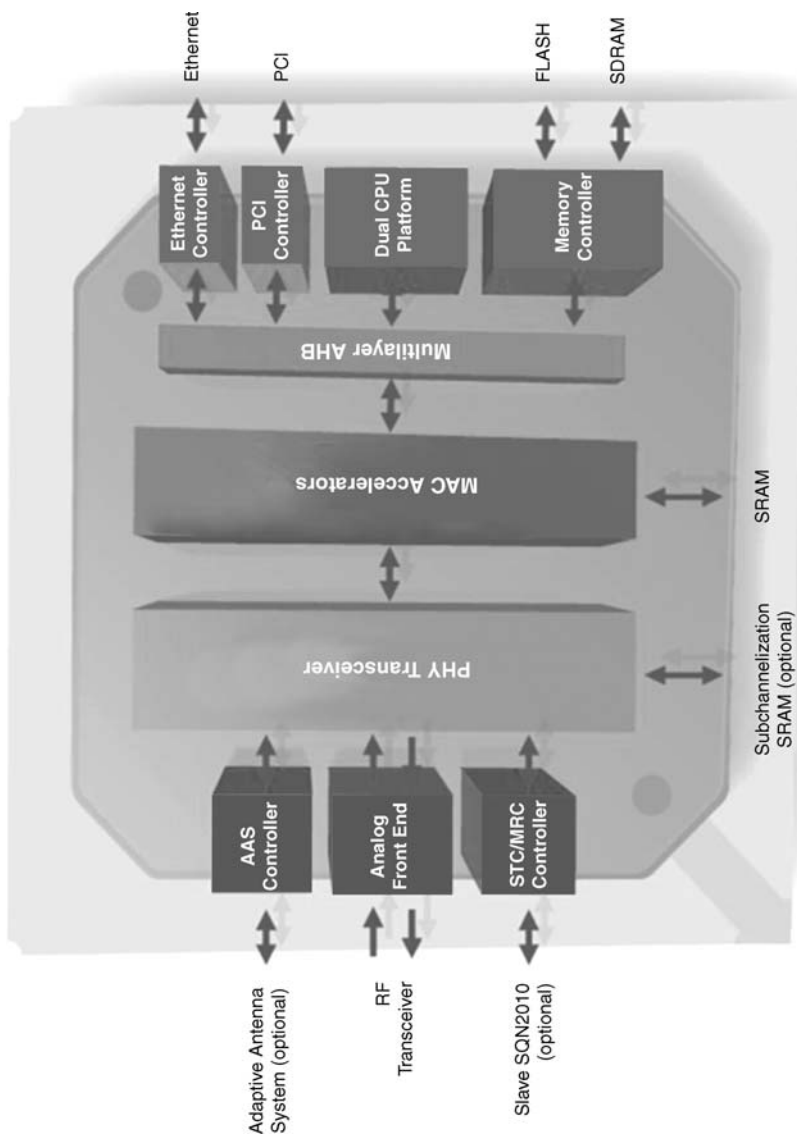 Ethernet
PCI
FLASH
SDRAM
Ethernet
Controller
PCI
Controller
Dual CPU
Platform
Memory
Controller
Multilayer AHB
MAC Accelerators
SRAM
PHY Transceiver
Subchannelization
SRAM (optional)
AAS
Controller
Analog
Front End
STC/MRC
Controller
Adaptive Antenna
System (optional)
RF
Transceiver
Slave SQN2010
(optional)